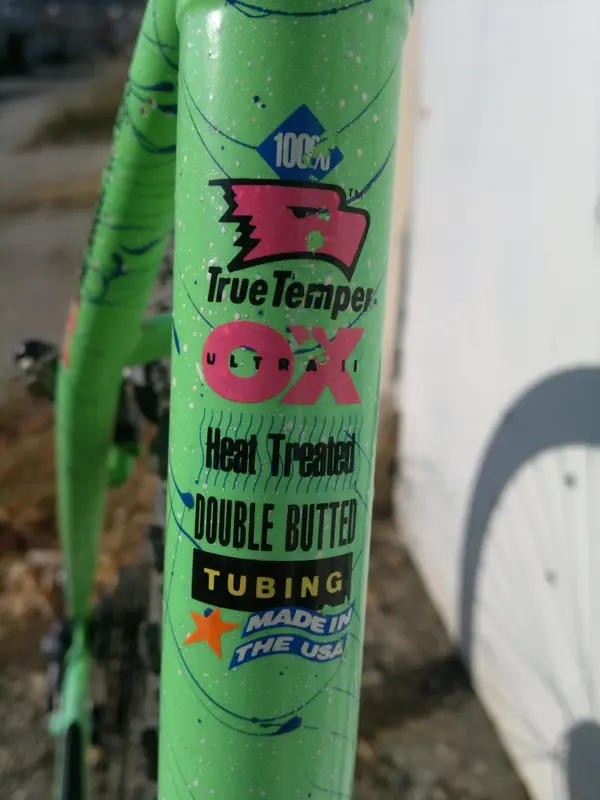 100%
TM
True Temper
OX
ULTRA II
Heat Treated
DOUBLE BUTTED
TUBING
MADE IN
THE USA